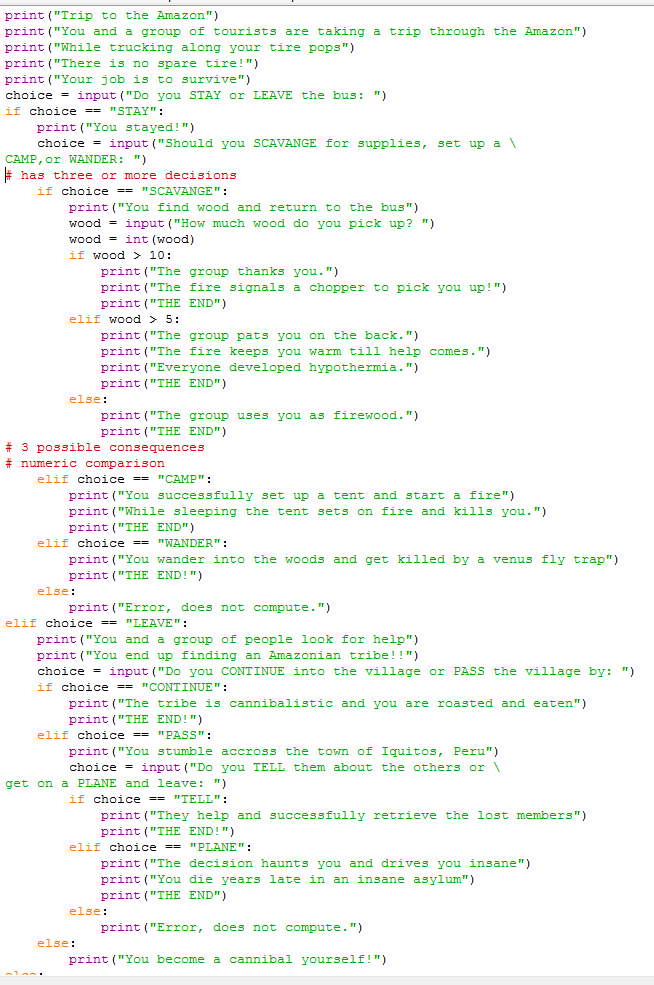 print("Trip to the Amazon")
print("You and a group of tourists are taking a trip through the Amazon")
print("While trucking along your tire pops")
print("There is no spare tire!")
print("Your job is to survive")
choice = input("Do you STAY or LEAVE the bus: ")
if choice == "STAY":
    print("You stayed!")
    choice = input("Should you SCAVANGE for supplies, set up a \
CAMP,or WANDER: ")
# has three or more decisions
    if choice == "SCAVANGE":
        print("You find wood and return to the bus")
        wood = input("How much wood do you pick up? ")
        wood = int(wood)
        if wood > 10:
            print("The group thanks you.")
            print("The fire signals a chopper to pick you up!")
            print("THE END")
        elif wood > 5:
            print("The group pats you on the back.")
            print("The fire keeps you warm till help comes.")
            print("Everyone developed hypothermia.")
            print("THE END")
        else:
            print("The group uses you as firewood.")
            print("THE END")
# 3 possible consequences
# numeric comparison
    elif choice == "CAMP":
        print("You successfully set up a tent and start a fire")
        print("While sleeping the tent sets on fire and kills you.")
        print("THE END")
    elif choice == "WANDER":
        print("You wander into the woods and get killed by a venus fly trap")
        print("THE END!")
    else:
        print("Error, does not compute.")
elif choice == "LEAVE":
    print("You and a group of people look for help")
    print("You end up finding an Amazonian tribe!!")
    choice = input("Do you CONTINUE into the village or PASS the village by: ")
    if choice == "CONTINUE":
        print("The tribe is cannibalistic and you are roasted and eaten")
        print("THE END!")
    elif choice == "PASS":
        print("You stumble accross the town of Iquitos, Peru")
        choice = input("Do you TELL them about the others or \
get on a PLANE and leave: ")
        if choice == "TELL":
            print("They help and successfully retrieve the lost members")
            print("THE END!")
        elif choice == "PLANE":
            print("The decision haunts you and drives you insane")
            print("You die years late in an insane asylum")
            print("THE END")
        else:
            print("Error, does not compute.")
    else:
        print("You become a cannibal yourself!")
else: